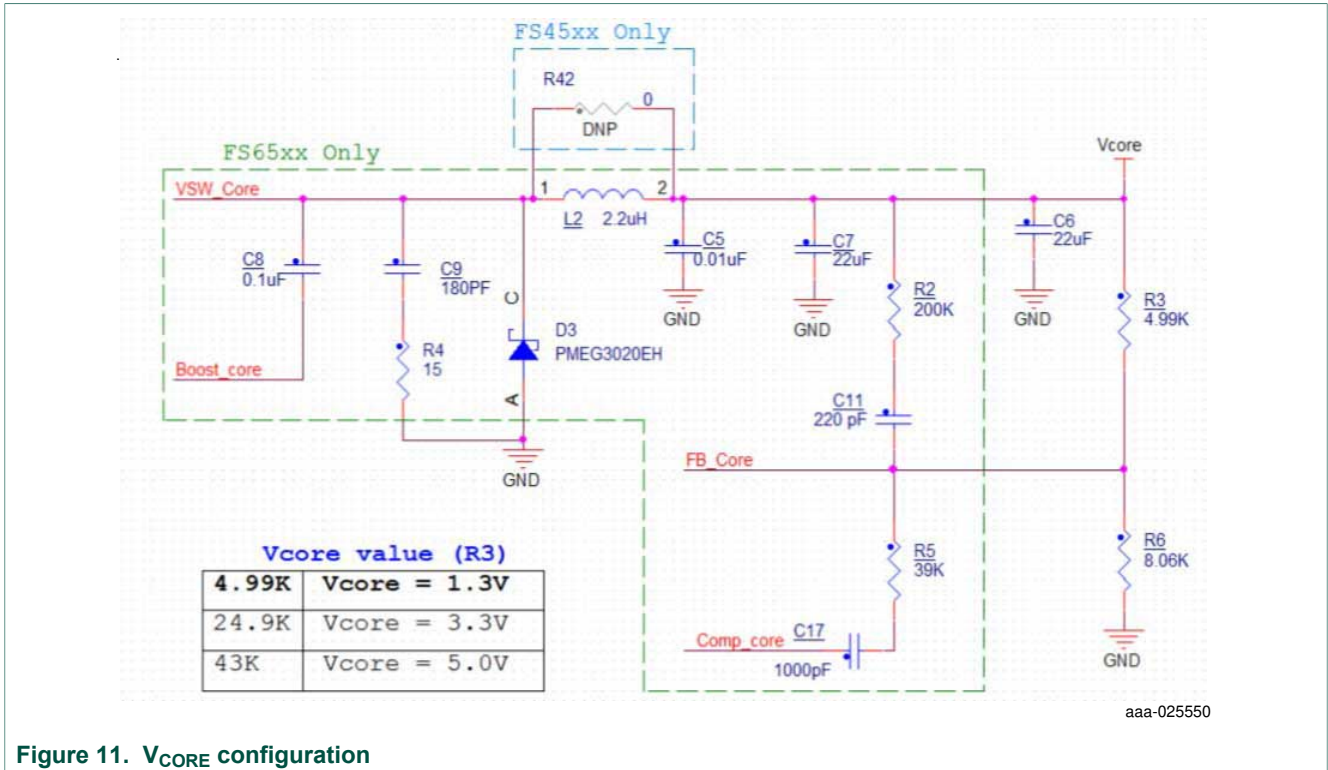 FS45xx Only
R42
0
DNP
FS65xx Only
Vcore
VSW_Core
1
2
L2 2.2uH
C8
0.1uF
C9
180PF
C
D3
PMEG3020EH
A
GND
R4
15
Boost_core
C5
0.01uF
GND
C7
22uF
GND
R2
200K
C11
220 pF
C6
22uF
GND
R3
4.99K
FB_Core
R5
39K
R6
8.06K
GND
Comp_core
C17
1000pF
Vcore value (R3)
4.99K Vcore = 1.3V
24.9K Vcore = 3.3V
43K Vcore = 5.0V
aaa-025550
Figure 11. VCORE configuration